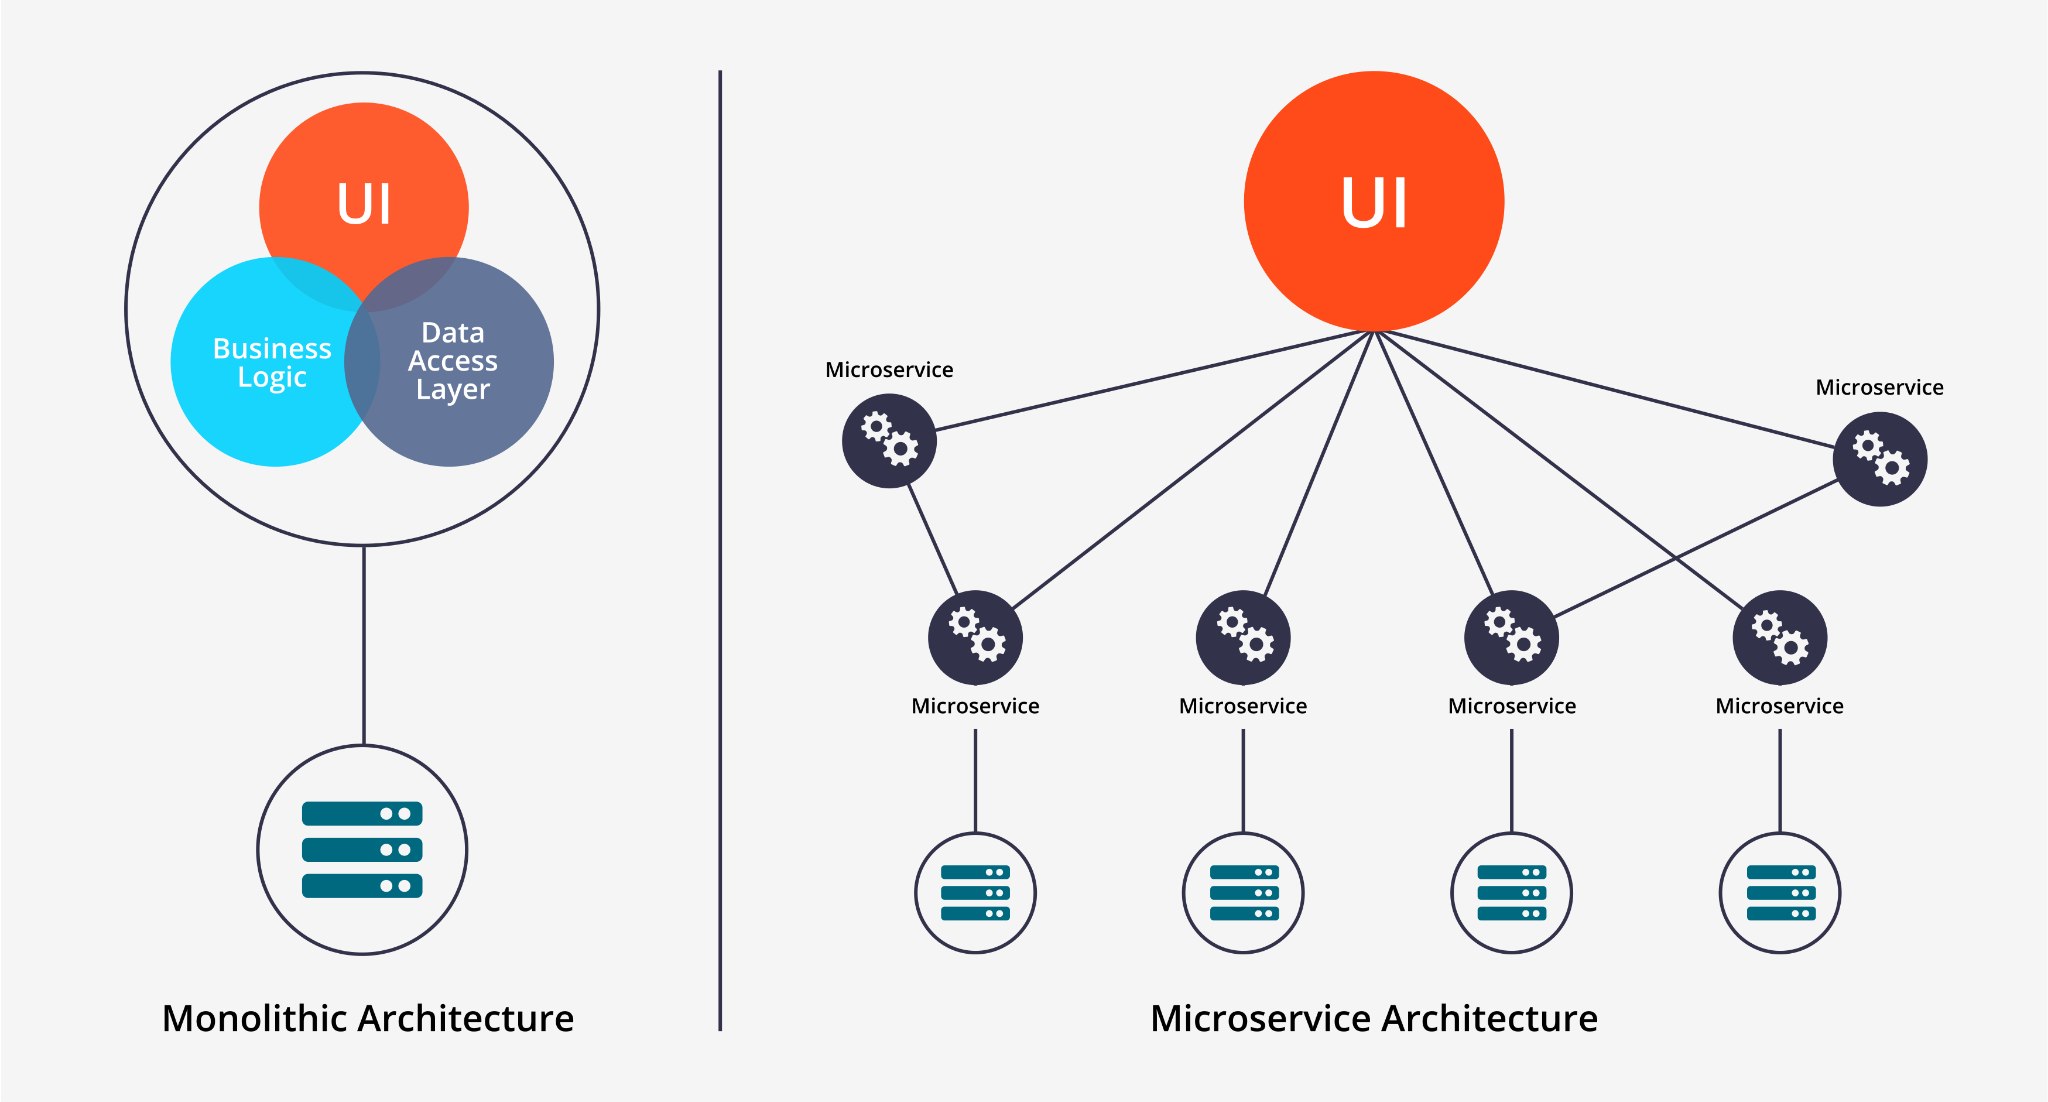 UI
Business
Logic
Data
Access
Layer
Monolithic Architecture
UI
Microservice
Microservice
Microservice
Microservice
Microservice
Microservice
Microservice Architecture